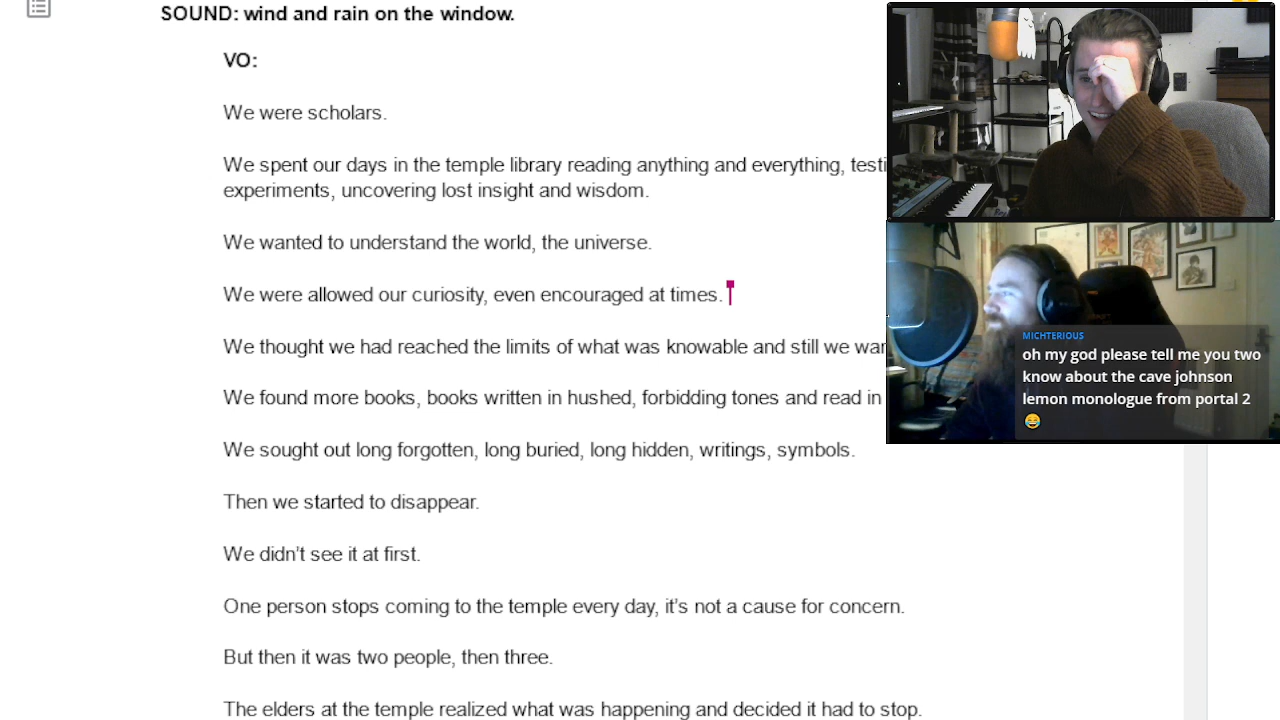 SOUND: wind and rain on the window.
VO:
We were scholars.
We spent our days in the temple library reading anything and everything, testi
experiments, uncovering lost insight and wisdom.
We wanted to understand the world, the universe.
We were allowed our curiosity, even encouraged at times.
We thought we had reached the limits of what was knowable and still we wan
We found more books, books written in hushed, forbidding tones and read in
We sought out long forgotten, long buried, long hidden, writings, symbols.
Then we started to disappear.
We didn’t see it at first.
One person stops coming to the temple every day, it’s not a cause for concern.
But then it was two people, then three.
The elders at the temple realized what was happening and decided it had to stop.
MICHTERIOUS
oh my god please tell me you two
know about the cave johnson
lemon monologue from portal 2
😂